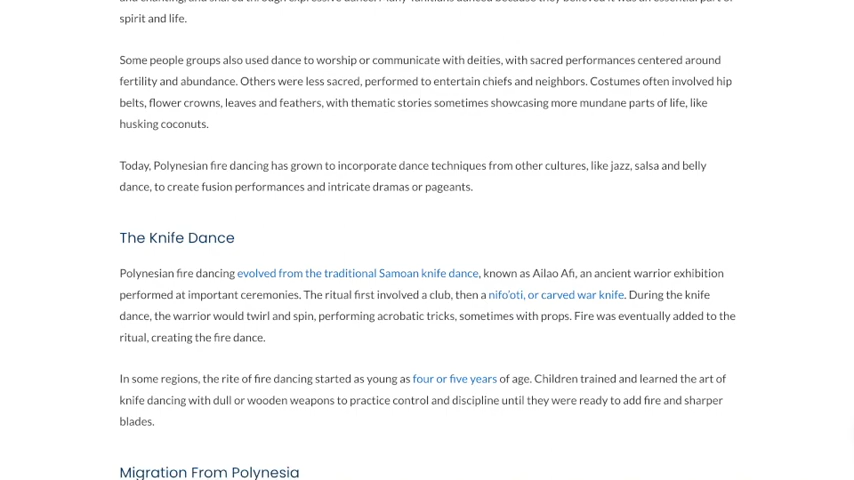 spirit and life.
Some people groups also used dance to worship or communicate with deities, with sacred performances centered around
fertility and abundance. Others were less sacred, performed to entertain chiefs and neighbors. Costumes often involved hip
belts, flower crowns, leaves and feathers, with thematic stories sometimes showcasing more mundane parts of life, like
husking coconuts.
Today, Polynesian fire dancing has grown to incorporate dance techniques from other cultures, like jazz, salsa and belly
dance, to create fusion performances and intricate dramas or pageants.
The Knife Dance
Polynesian fire dancing evolved from the traditional Samoan knife dance, known as Ailao Afi, an ancient warrior exhibition
performed at important ceremonies. The ritual first involved a club, then a nifo'oti, or carved war knife. During the knife
dance, the warrior would twirl and spin, performing acrobatic tricks, sometimes with props. Fire was eventually added to the
ritual, creating the fire dance.
In some regions, the rite of fire dancing started as young as four or five years of age. Children trained and learned the art of
knife dancing with dull or wooden weapons to practice control and discipline until they were ready to add fire and sharper
blades.
Migration From Polynesia